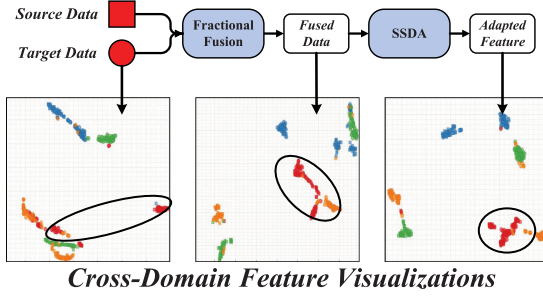 Source Data
Target Data
Fractional
Fusion
Fused
Data
SSDA
Adapted
Feature
Cross-Domain Feature Visualizations